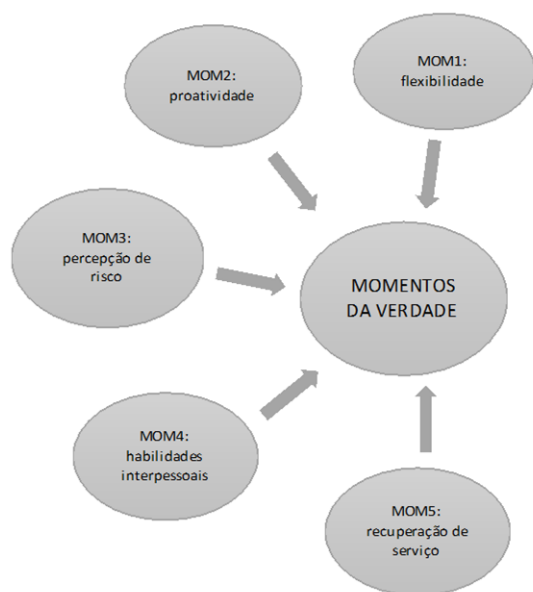 MOM1:
flexibilidade
MOM2:
proatividade
MOM3:
percepção de
risco
MOMENTOS
DA VERDADE
MOM4:
habilidades
interpessoais
MOM5:
recuperação de
serviço